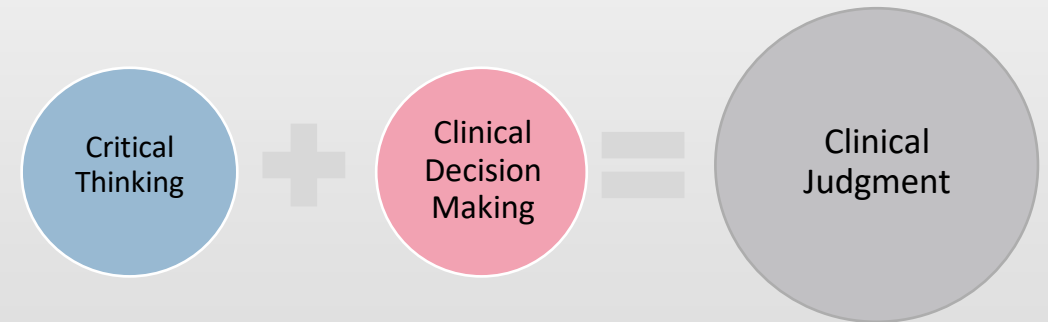 Critical
Thinking
Clinical
Decision
Making
Clinical
Judgment